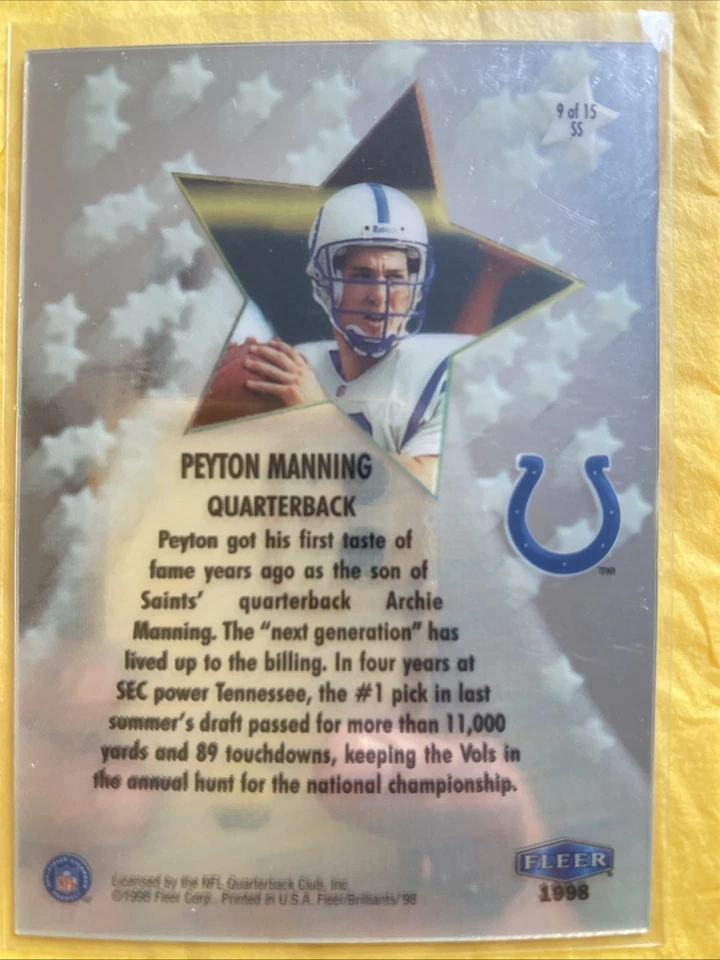 9 of 15
SS
Riddell
PEYTON MANNING
QUARTERBACK
Peyton got his first taste of
fame years ago as the son of
Saints' quarterback Archie
Manning. The "next generation" has
lived up to the billing. In four years at
SEC power Tennessee, the #1 pick in last
summer's draft passed for more than 11,000
yards and 89 touchdowns, keeping the Vols in
the annual hunt for the national championship.
FLEER
1998
NFL
Licensed by the NFL Quarterback Club, Inc.
©1998 Fleer Corp., Printed in U.S.A. Fleer/Brilliants/'98